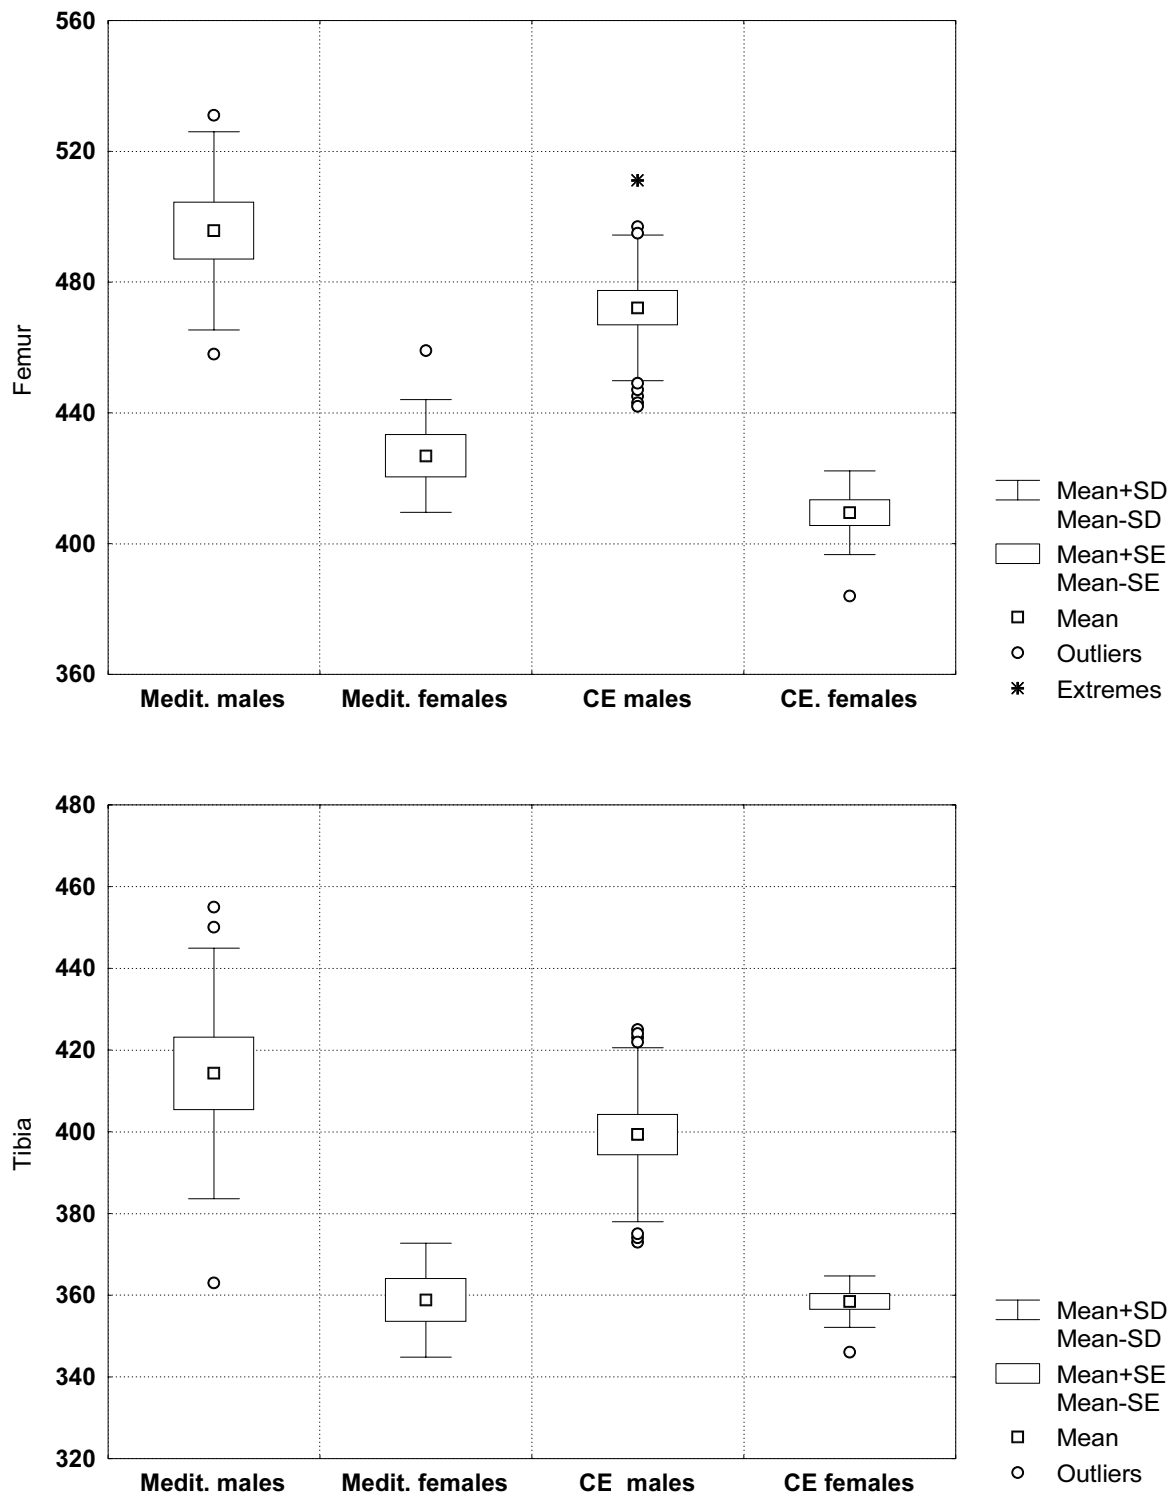 560
520
480
440
400
360
Femur
Medit. males Medit. females CE males CE. females
Mean+SD
Mean-SD
Mean+SE
Mean-SE
Mean
Outliers
Extremes
480
460
440
420
400
380
360
340
320
Tibia
Medit. males Medit. females CE males CE females
Mean+SD
Mean-SD
Mean+SE
Mean-SE
Mean
Outliers